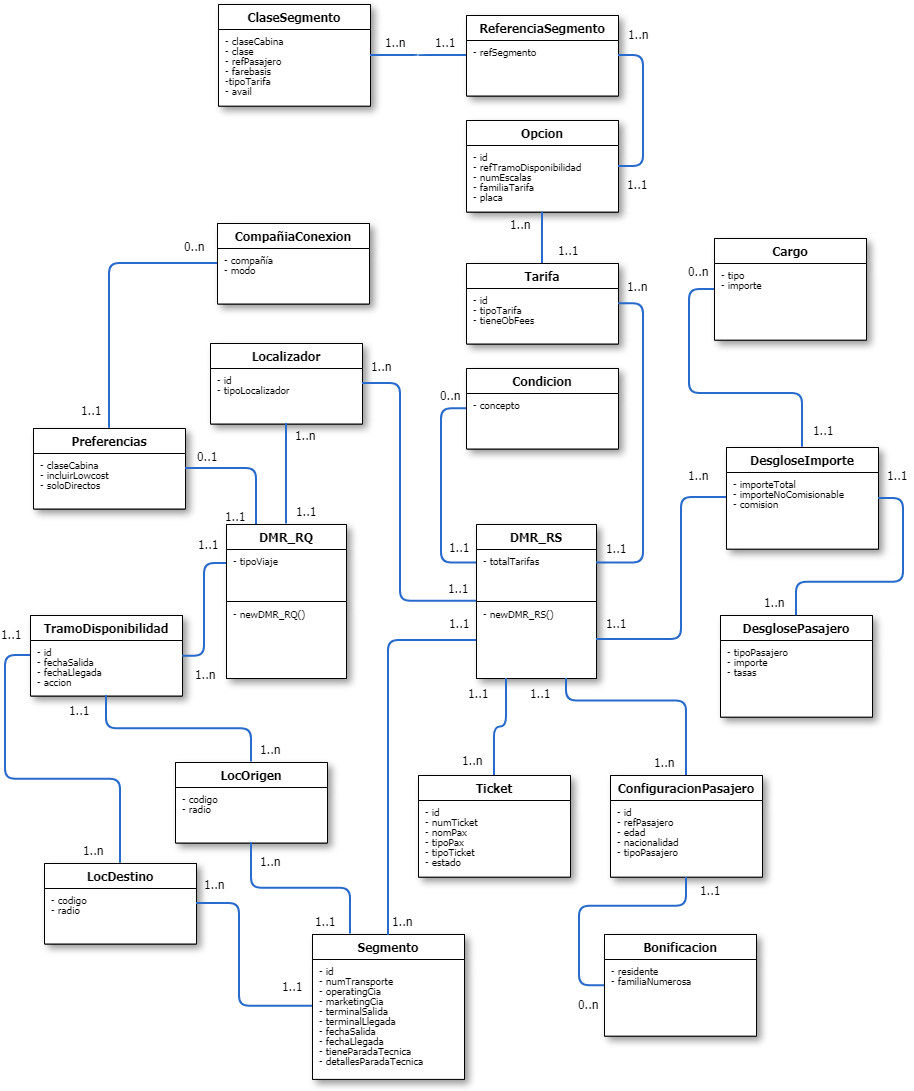 ClaseSegmento
- claseCabina
- clase
- refPasajero
- farebasis
-tipoTarifa
- avail
1..n
1..1
ReferenciaSegmento
- refSegmento
1..n
Opcion
- id
- refTramoDisponibilidad
- numEscalas
- familiaTarifa
- placa
1..1
1..n
1..1
CompañiaConexion
- compañía
- modo
0..n
1..1
Tarifa
- id
- tipoTarifa
- tieneObFees
1..n
Cargo
- tipo
- importe
0..n
1..1
Localizador
- id
- tipoLocalizador
1..n
1..n
1..1
Condicion
- concepto
0..n
Preferencias
- claseCabina
- incluirLowcost
- soloDirectos
0..1
1..1
DesgloseImporte
- importeTotal
- importeNoComisionable
- comision
1..n
1..1
DMR_RQ
- tipoViaje
- newDMR_RQ()
1..1
DMR_RS
- totalTarifas
- newDMR_RS()
1..1
1..1
1..1
1..1
1..1
TramoDisponibilidad
- id
- fechaSalida
- fechaLlegada
- accion
1..1
1..n
1..1
DesglosePasajero
- tipoPasajero
- importe
- tasas
1..n
1..1
1..1
LocOrigen
- codigo
- radio
1..n
1..n
Ticket
- id
- numTicket
- nomPax
- tipoPax
- tipoTicket
- estado
1..n
ConfiguracionPasajero
- id
- refPasajero
- edad
- nacionalidad
- tipoPasajero
1..n
1..1
LocDestino
- codigo
- radio
1..n
1..n
Segmento
- id
- numTransporte
- operatingCia
- marketingCia
- terminalSalida
- terminalLlegada
- fechaSalida
- fechaLlegada
- tieneParadaTecnica
- detallesParadaTecnica
1..1
1..n
1..1
Bonificacion
- residente
- familiaNumerosa
0..n